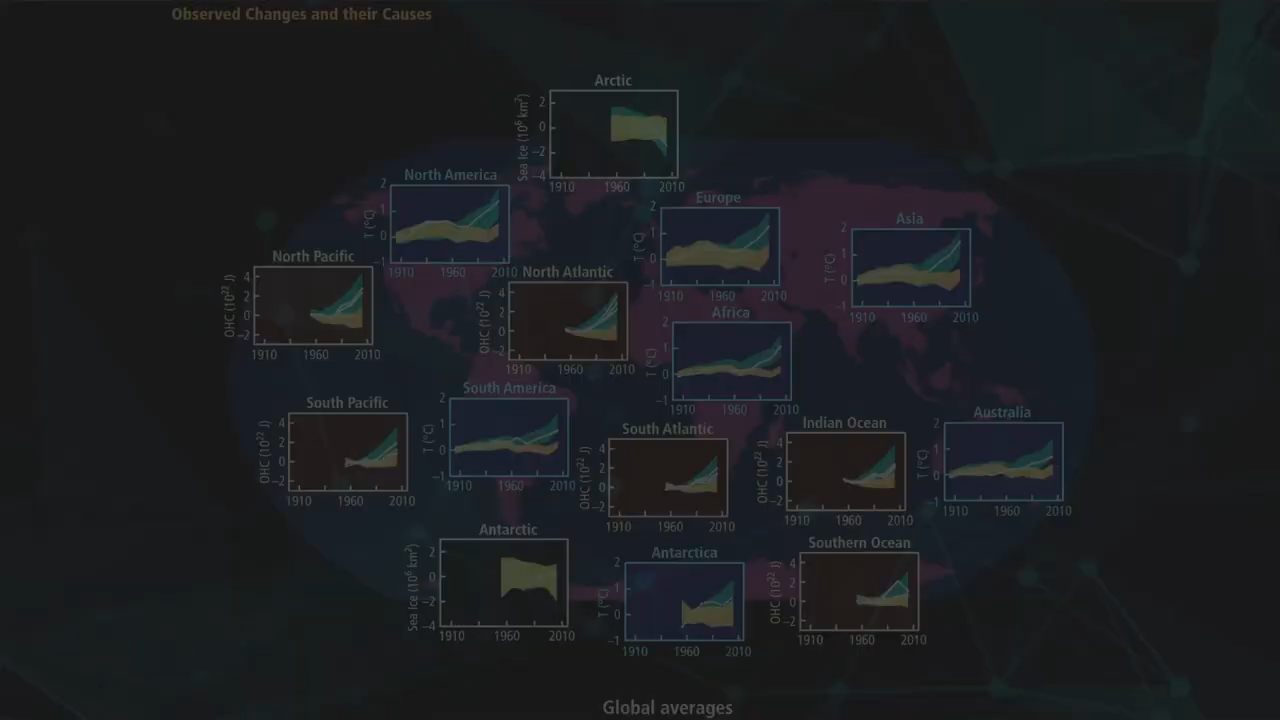 Observed Changes and their Causes
Arctic
Sea Ice (10⁶ km²)
2
0
−2
−4
1910 1960 2010
North America
T (°C)
2
1
0
−1
1910 1960 2010
Europe
T (°C)
2
1
0
−1
1910 1960 2010
Asia
T (°C)
2
1
0
−1
1910 1960 2010
North Pacific
OHC (10²² J)
4
2
0
−2
1910 1960 2010
North Atlantic
OHC (10²² J)
4
2
0
−2
1910 1960 2010
Africa
T (°C)
2
1
0
−1
1910 1960 2010
South America
T (°C)
2
1
0
−1
1910 1960 2010
South Pacific
OHC (10²² J)
4
2
0
−2
1910 1960 2010
South Atlantic
OHC (10²² J)
4
2
0
−2
1910 1960 2010
Indian Ocean
OHC (10²² J)
4
2
0
−2
1910 1960 2010
Australia
T (°C)
2
1
0
−1
1910 1960 2010
Antarctic
Sea Ice (10⁶ km²)
2
0
−2
−4
1910 1960 2010
Antarctica
T (°C)
2
1
0
−1
1910 1960 2010
Southern Ocean
OHC (10²² J)
4
2
0
−2
1910 1960 2010
Global averages